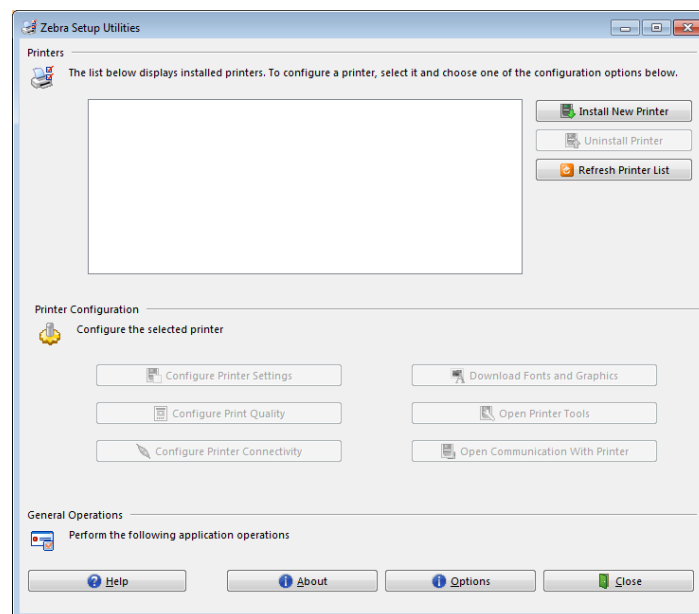 Zebra Setup Utilities
Printers
The list below displays installed printers. To configure a printer, select it and choose one of the configuration options below.
Install New Printer
Uninstall Printer
Refresh Printer List
Printer Configuration
Configure the selected printer
Configure Printer Settings
Download Fonts and Graphics
Configure Print Quality
Open Printer Tools
Configure Printer Connectivity
Open Communication With Printer
General Operations
Perform the following application operations
Help
About
Options
Close